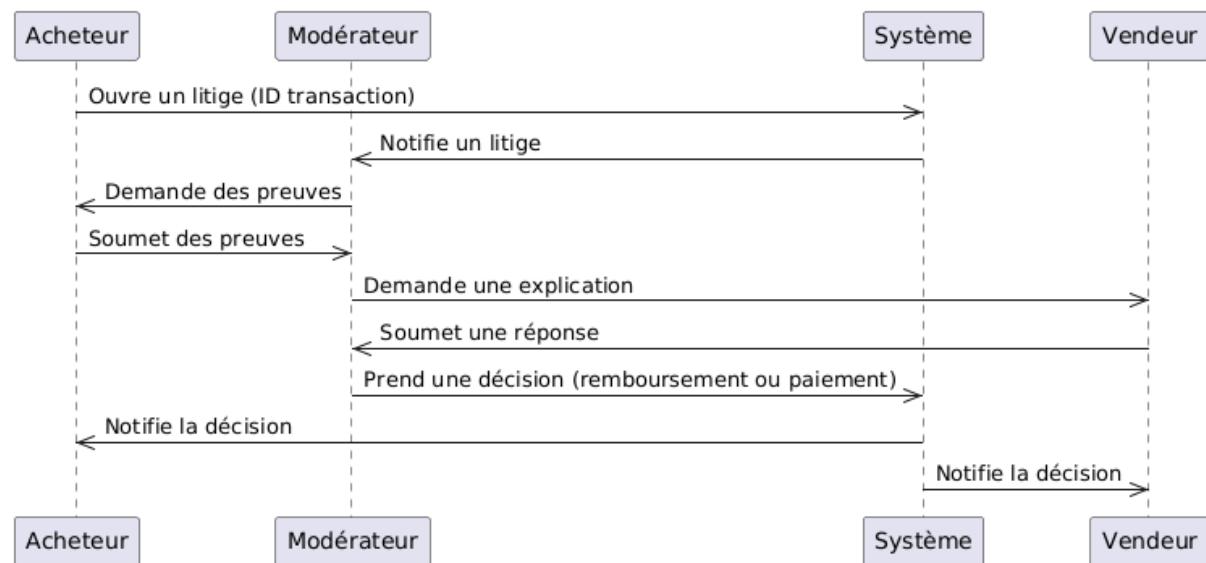 Acheteur
Modérateur
Système
Vendeur
Ouvre un litige (ID transaction)
Notifie un litige
Demande des preuves
Soumet des preuves
Demande une explication
Soumet une réponse
Prend une décision (remboursement ou paiement)
Notifie la décision
Notifie la décision
Acheteur
Modérateur
Système
Vendeur